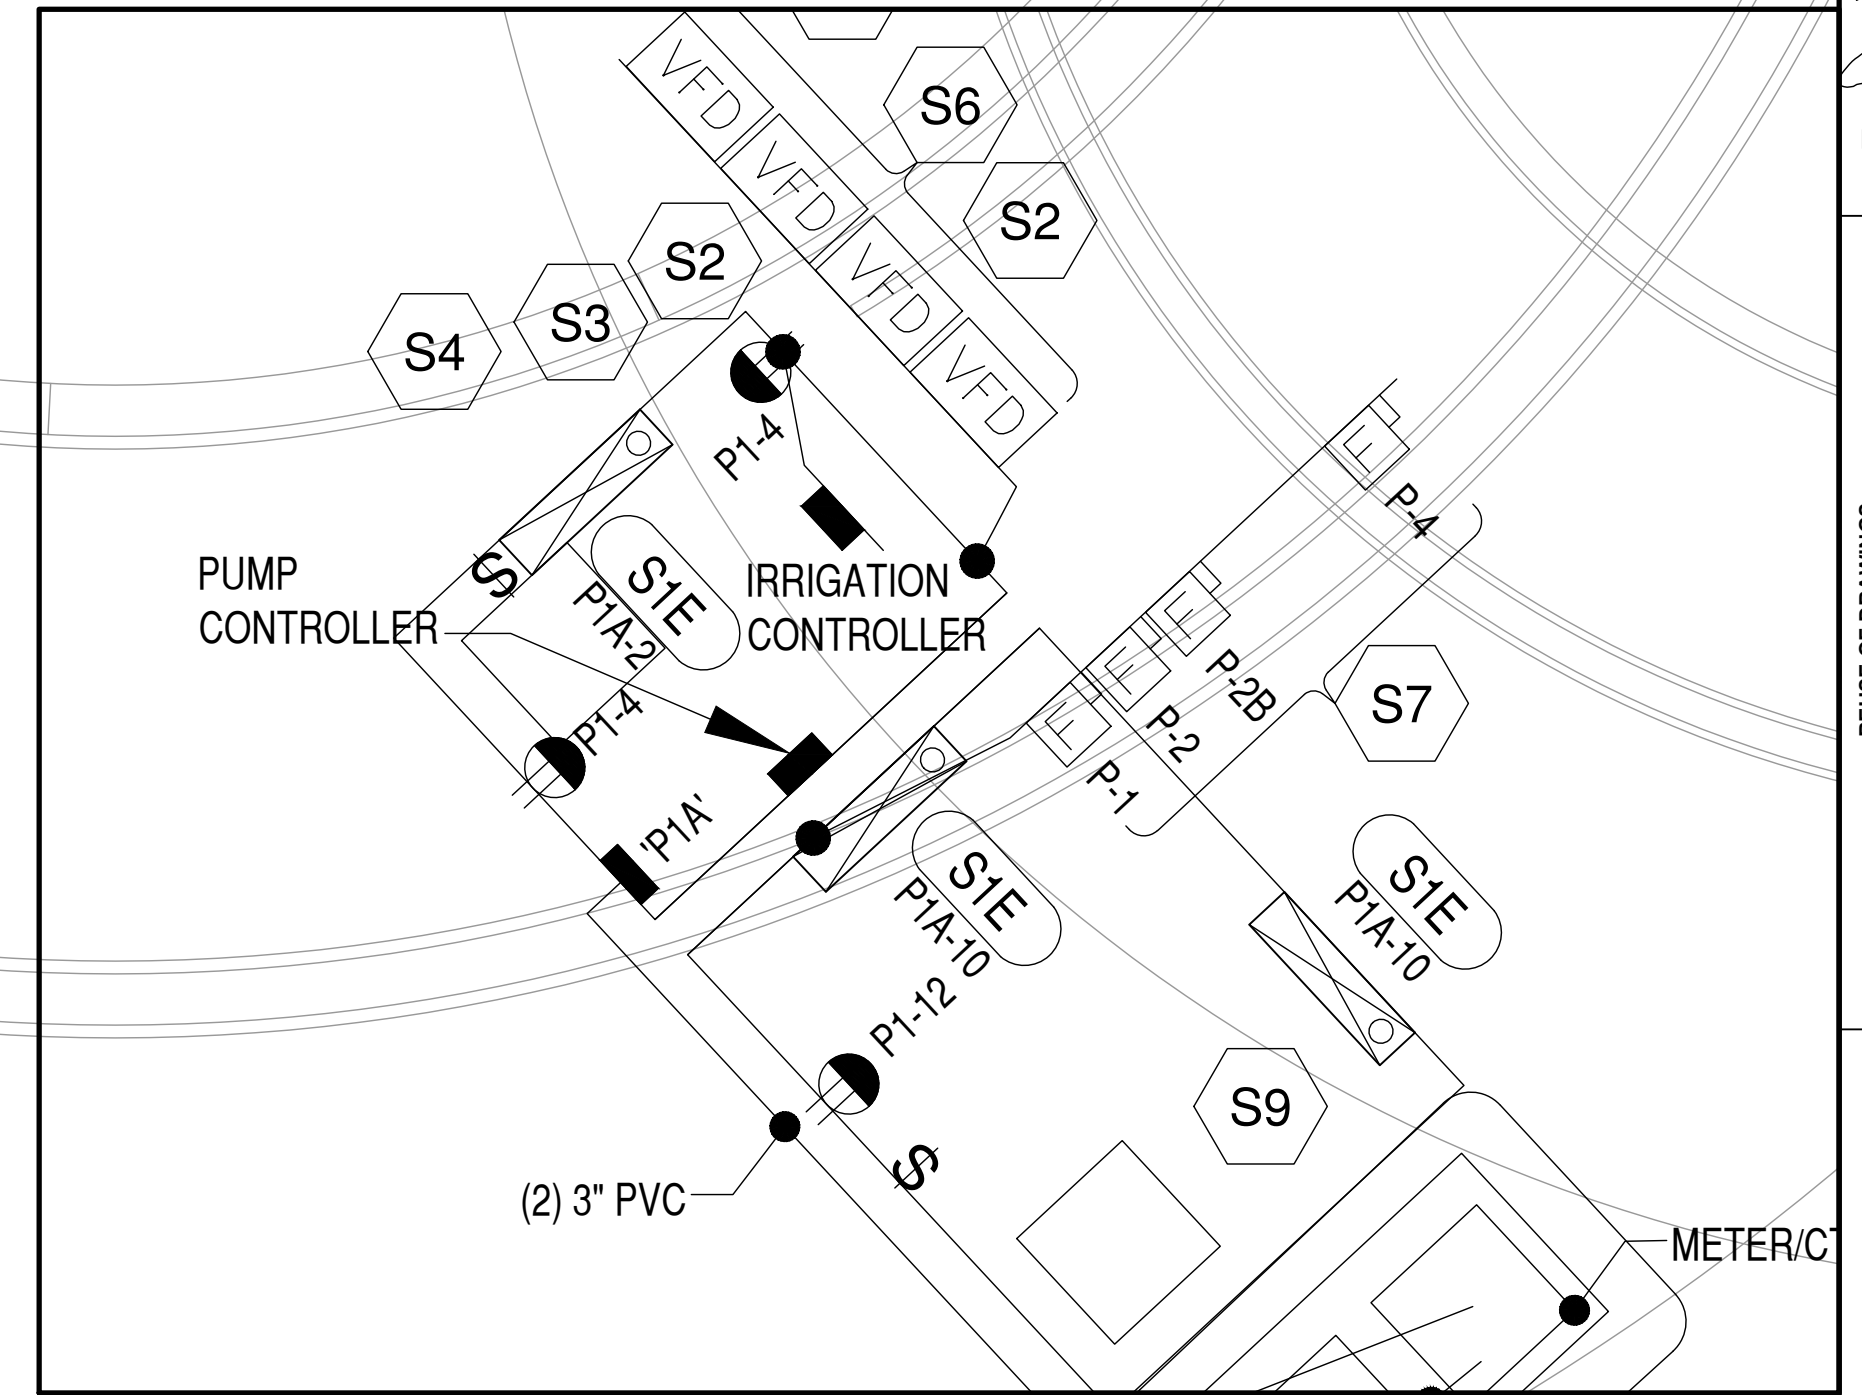 VFD
VFD
VFD
VFD
S6
S2
S2
S3
S4
P1-4
S
S1E
P1A-2
PUMP
CONTROLLER
IRRIGATION
CONTROLLER
P1-4
'P1A'
F
P-4
F
P-2B
F
P-2
F
P-1
S7
S1E
P1A-10
S1E
P1A-10
P1-12
S9
S
(2) 3" PVC
METER/CT